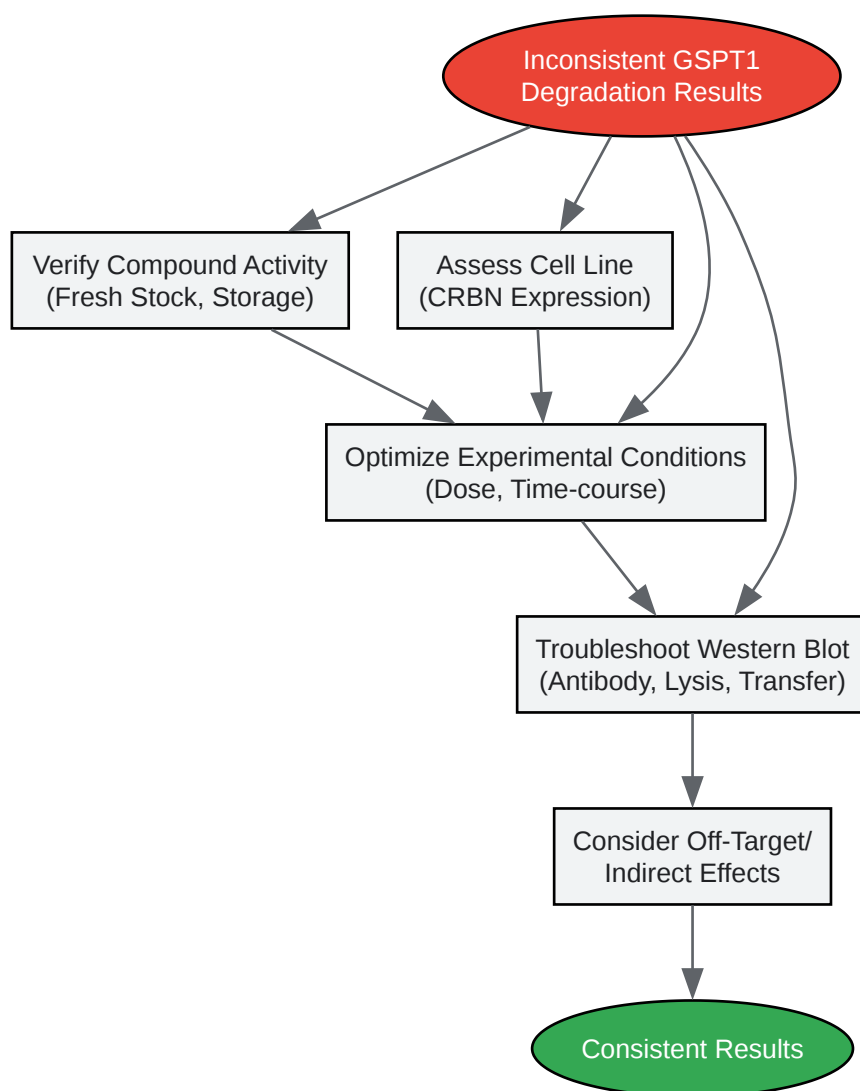 Inconsistent GSPT1
Degradation Results
Verify Compound Activity
(Fresh Stock, Storage)
Assess Cell Line
(CRBN Expression)
Optimize Experimental Conditions
(Dose, Time-course)
Troubleshoot Western Blot
(Antibody, Lysis, Transfer)
Consider Off-Target/
Indirect Effects
Consistent Results